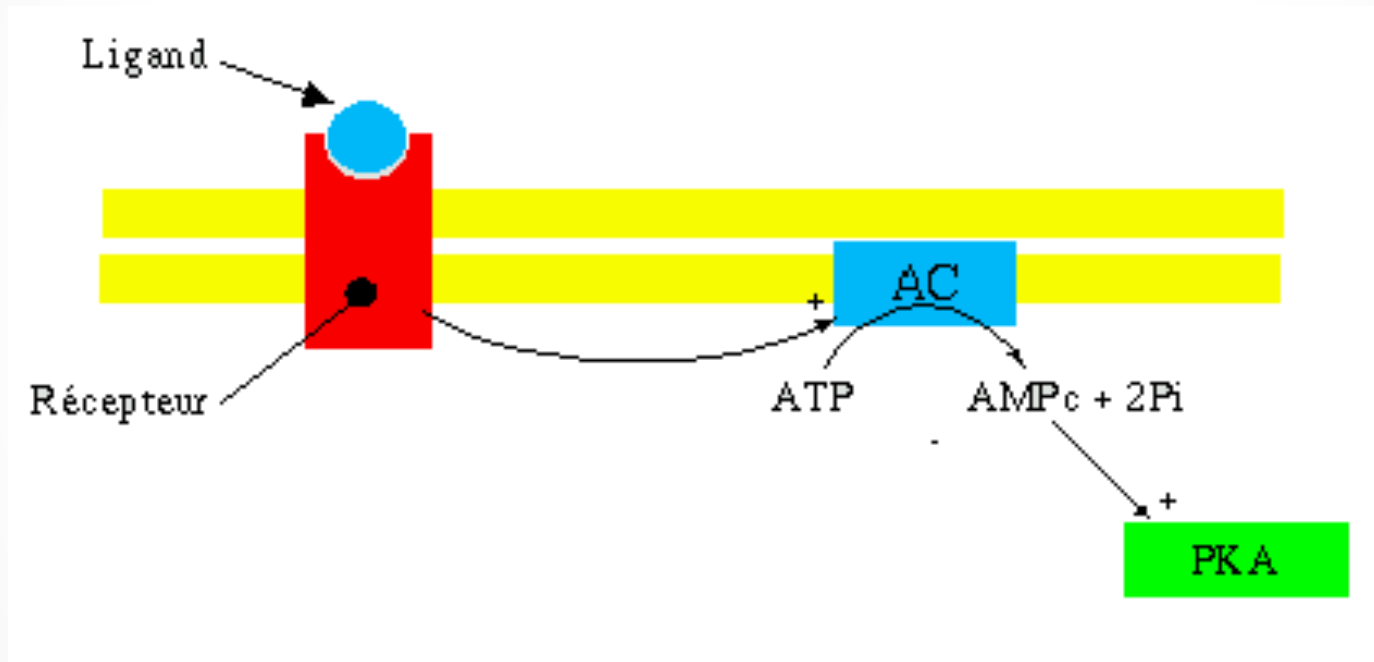 Ligand
AC
+
Récepteur
ATP
AMPc + 2Pi
+
PKA